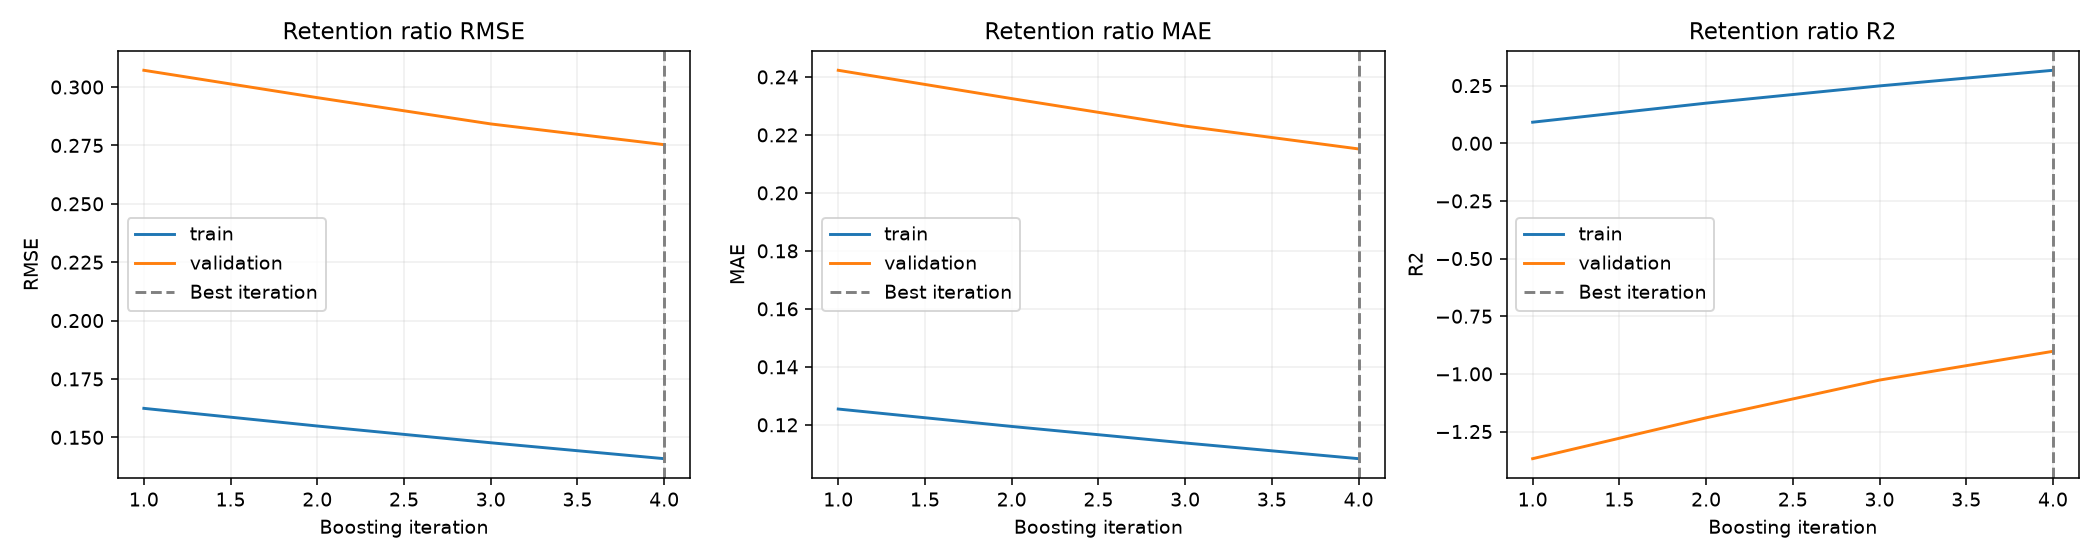 Retention ratio RMSE
RMSE
0.300
0.275
0.250
0.225
0.200
0.175
0.150
train
validation
Best iteration
1.0 1.5 2.0 2.5 3.0 3.5 4.0
Boosting iteration
Retention ratio MAE
MAE
0.24
0.22
0.20
0.18
0.16
0.14
0.12
train
validation
Best iteration
1.0 1.5 2.0 2.5 3.0 3.5 4.0
Boosting iteration
Retention ratio R2
R2
0.25
0.00
−0.25
−0.50
−0.75
−1.00
−1.25
train
validation
Best iteration
1.0 1.5 2.0 2.5 3.0 3.5 4.0
Boosting iteration